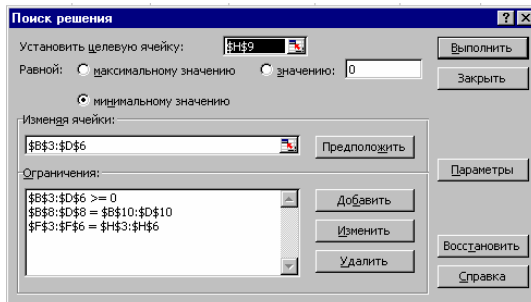 Поиск решения
Установить целевую ячейку: $H$9 Выполнить
Равной: максимальному значению значению: 0 Закрыть
минимальному значению
Изменяя ячейки:
$B$3:$D$6 Предположить
Ограничения: Параметры
$B$3:$D$6 >= 0 Добавить
$B$8:$D$8 = $B$10:$D$10
$F$3:$F$6 = $H$3:$H$6 Изменить
Восстановить
Удалить
Справка